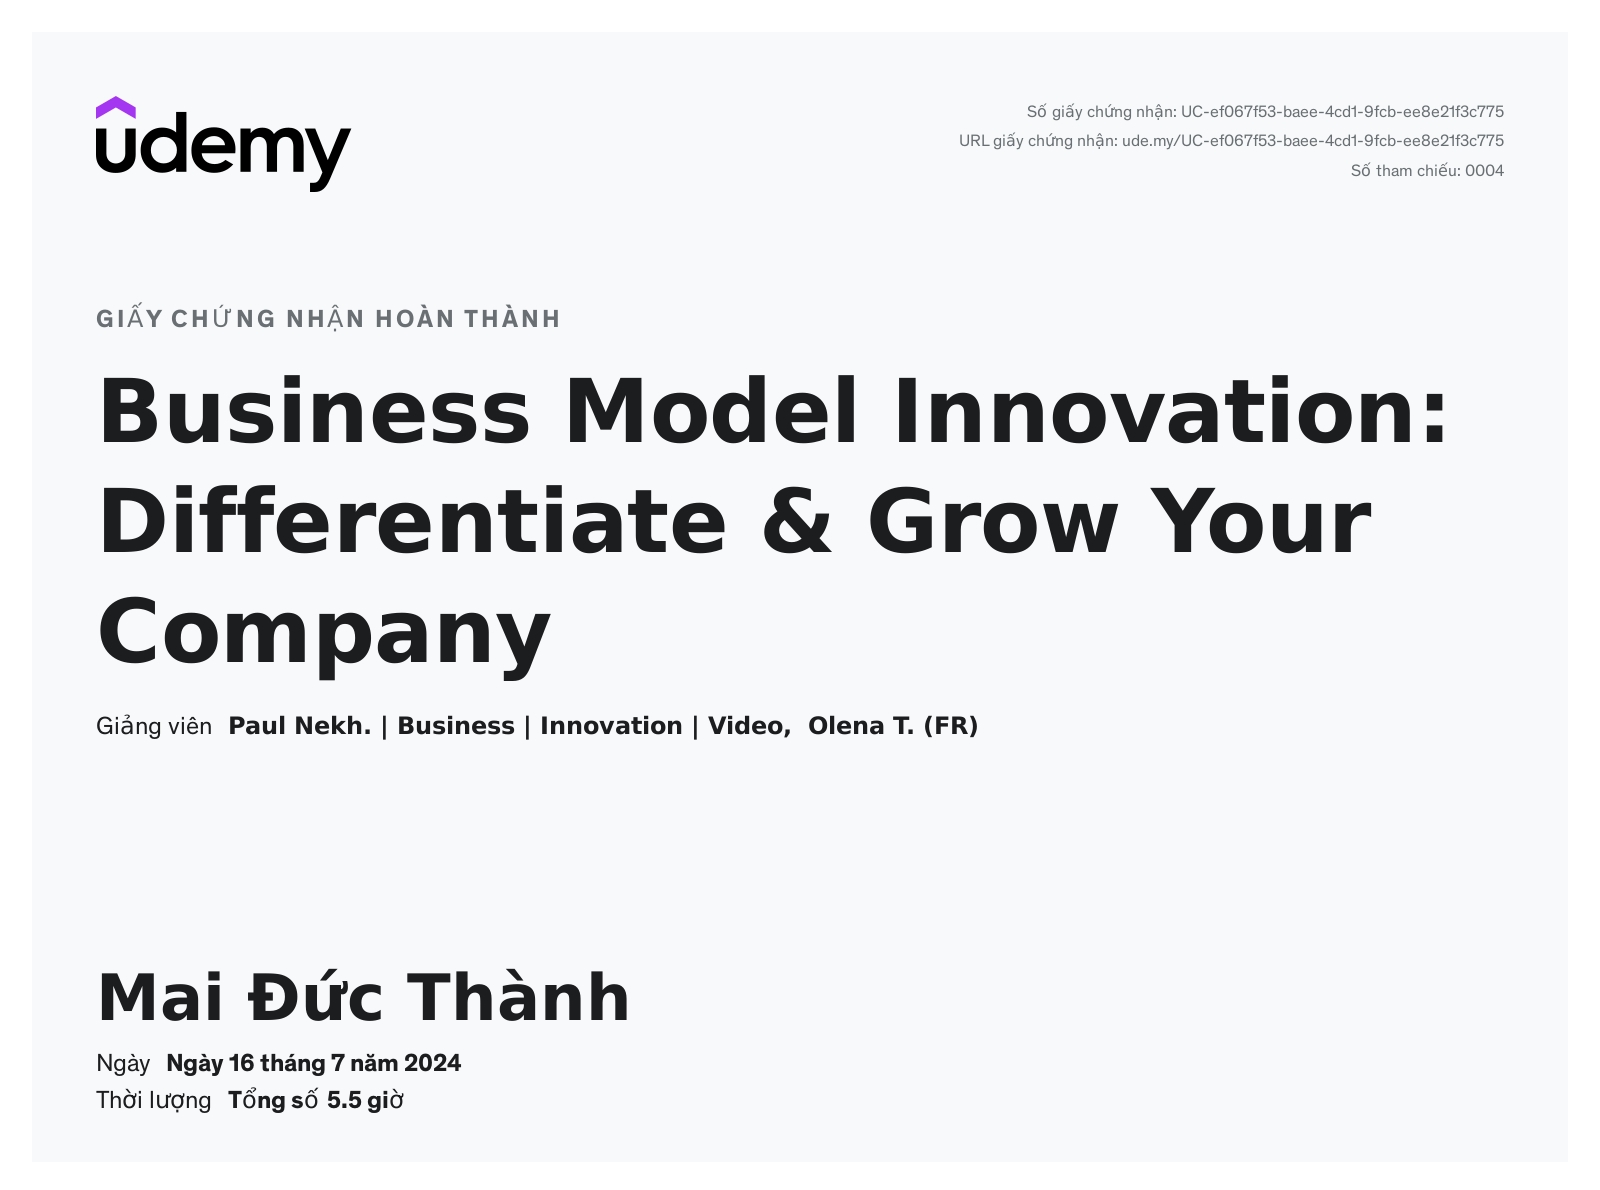 udemy
Số giấy chứng nhận: UC-ef067f53-baee-4cd1-9fcb-ee8e21f3c775
URL giấy chứng nhận: ude.my/UC-ef067f53-baee-4cd1-9fcb-ee8e21f3c775
Số tham chiếu: 0004
GIẤY CHỨNG NHẬN HOÀN THÀNH
Business Model Innovation:
Differentiate & Grow Your
Company
Giảng viên Paul Nekh. | Business | Innovation | Video, Olena T. (FR)
Mai Đức Thành
Ngày Ngày 16 tháng 7 năm 2024
Thời lượng Tổng số 5.5 giờ